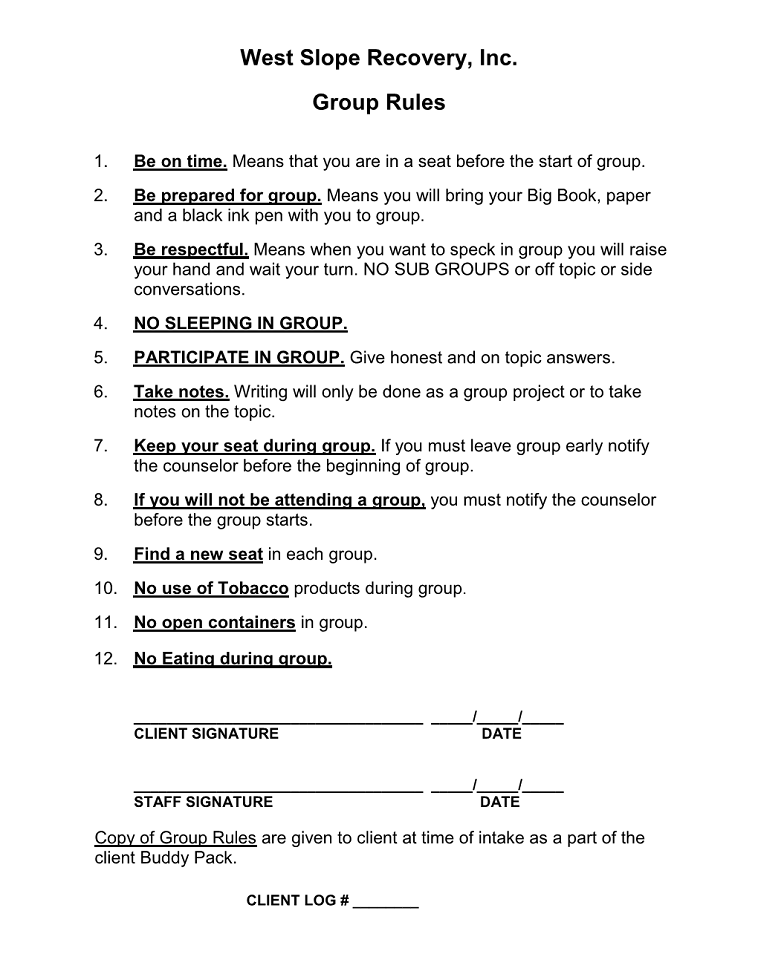 West Slope Recovery, Inc.
Group Rules
1. Be on time. Means that you are in a seat before the start of group.
2. Be prepared for group. Means you will bring your Big Book, paper
and a black ink pen with you to group.
3. Be respectful. Means when you want to speck in group you will raise
your hand and wait your turn. NO SUB GROUPS or off topic or side
conversations.
4. NO SLEEPING IN GROUP.
5. PARTICIPATE IN GROUP. Give honest and on topic answers.
6. Take notes. Writing will only be done as a group project or to take
notes on the topic.
7. Keep your seat during group. If you must leave group early notify
the counselor before the beginning of group.
8. If you will not be attending a group, you must notify the counselor
before the group starts.
9. Find a new seat in each group.
10. No use of Tobacco products during group.
11. No open containers in group.
12. No Eating during group.
_______________________________ _____/_____/_____
CLIENT SIGNATURE DATE
_______________________________ _____/_____/_____
STAFF SIGNATURE DATE
Copy of Group Rules are given to client at time of intake as a part of the
client Buddy Pack.
CLIENT LOG # ________